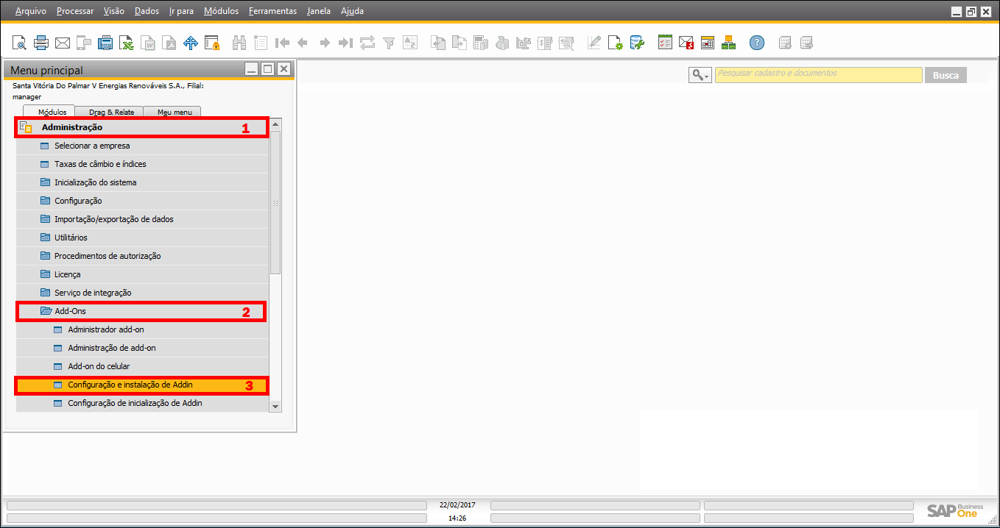 Arquivo Processar Visão Dados Ir para Módulos Ferramentas Janela Ajuda
Menu principal
Pesquisar cadastro e documentos
Busca
Santa Vitória Do Palmar V Energias Renováveis S.A., Filial:
manager
Módulos Drag & Relate Meu menu
Administração 1
Selecionar a empresa
Taxas de câmbio e índices
Inicialização do sistema
Configuração
Importação/exportação de dados
Utilitários
Procedimentos de autorização
Licença
Serviço de integração
Add-Ons 2
Administrador add-on
Administração de add-on
Add-on do celular
Configuração e instalação de Addin 3
Configuração de inicialização de Addin
22/02/2017
14:26
SAP Business One